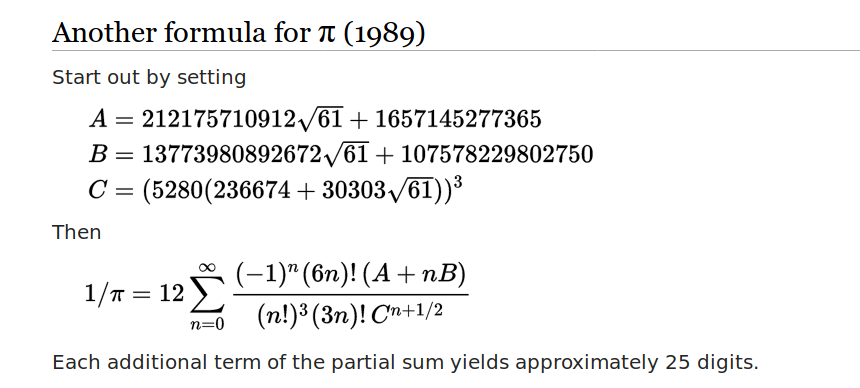 Another formula for π (1989)
Start out by setting
A = 212175710912√61 + 1657145277365
B = 13773980892672√61 + 107578229802750
C = (5280(236674 + 30303√61))³
Then
1/π = 12 ∑_{n=0}^{∞} ((-1)ⁿ(6n)! (A + nB)) / ((n!)³(3n)! Cⁿ⁺¹ᐟ²)
Each additional term of the partial sum yields approximately 25 digits.